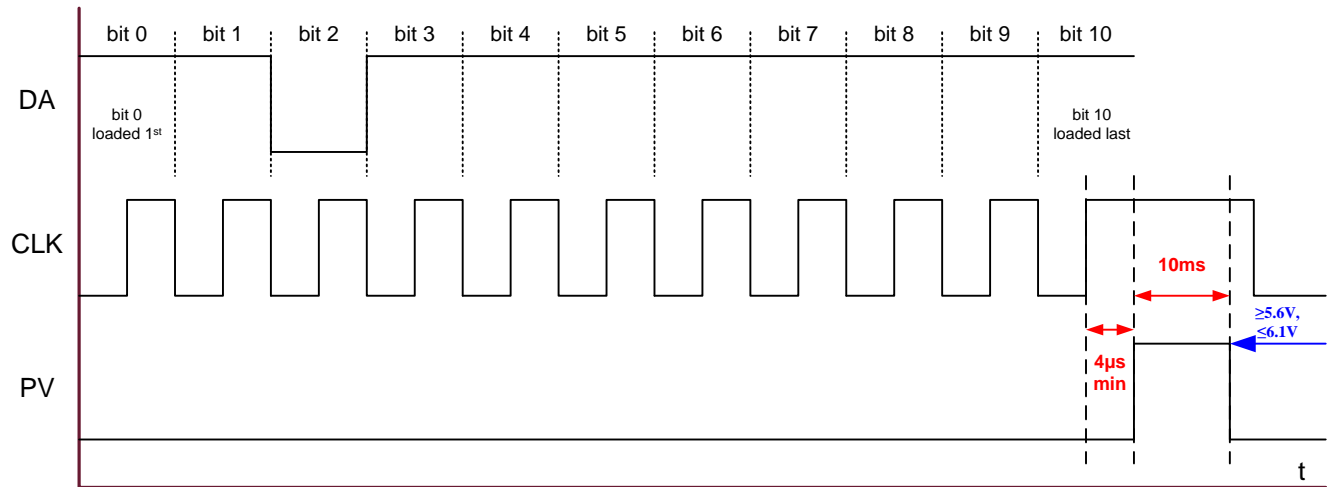 bit 0 bit 1 bit 2 bit 3 bit 4 bit 5 bit 6 bit 7 bit 8 bit 9 bit 10
DA
bit 0
loaded 1st
bit 10
loaded last
CLK
10ms
≥5.6V,
≤6.1V
4µs
min
PV
t